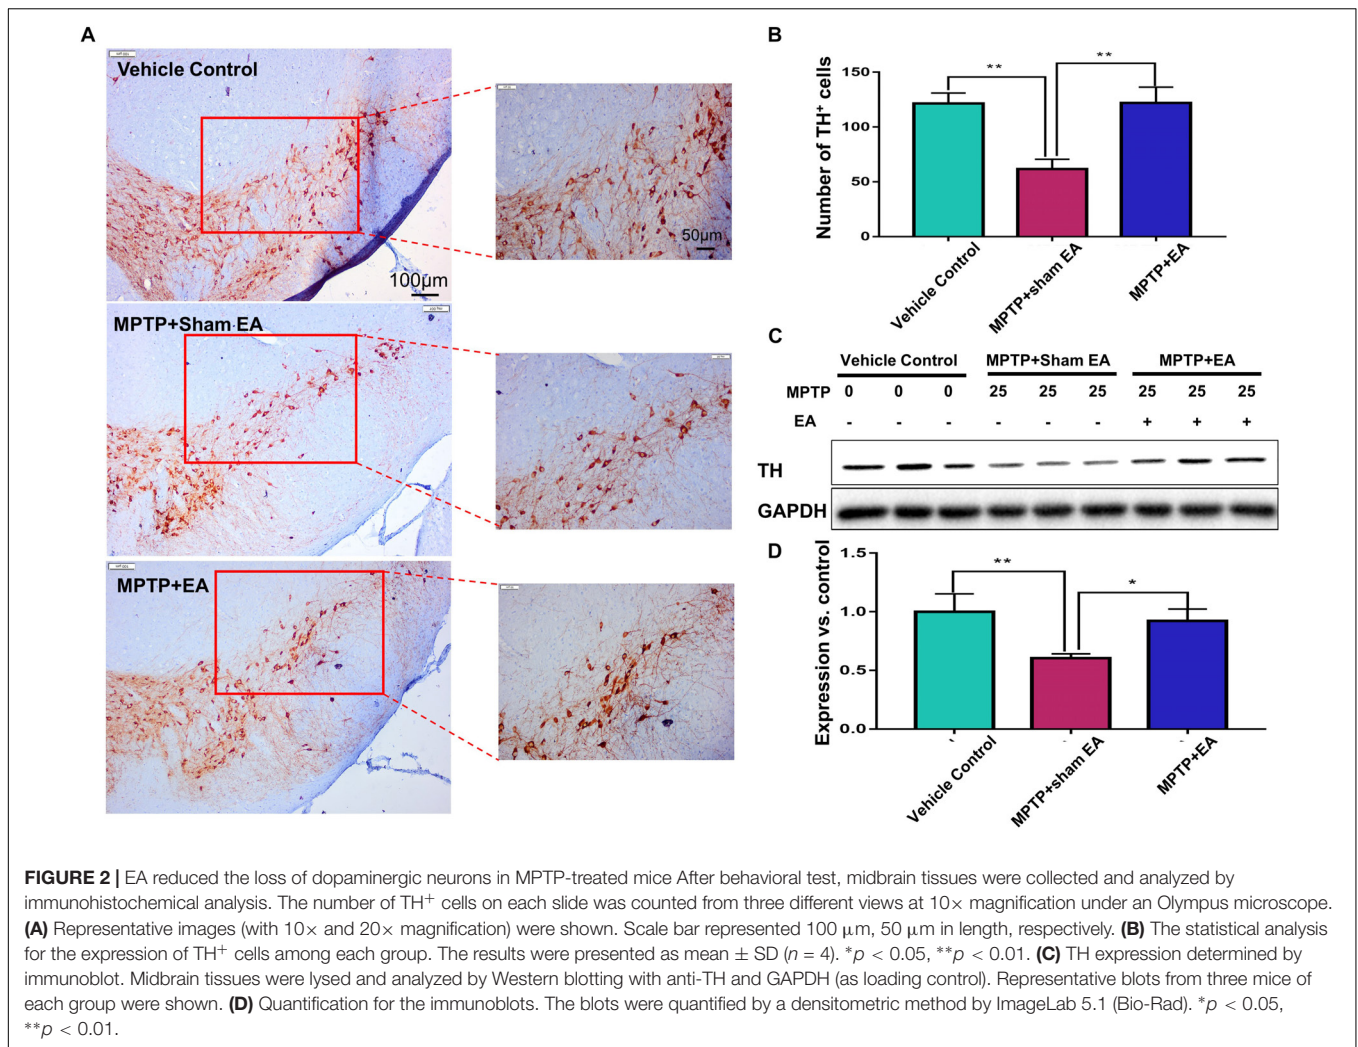 A
Vehicle Control
50µm
100µm
MPTP+Sham EA
MPTP+EA
B
Number of TH⁺ cells
150
100
50
0
**
**
Vehicle Control
MPTP+sham EA
MPTP+EA
C
Vehicle Control MPTP+Sham EA MPTP+EA
MPTP 0 0 0 25 25 25 25 25 25
EA - - - - - - + + +
TH
GAPDH
D
Expression vs. control
1.5
1.0
0.5
0.0
**
*
Vehicle Control
MPTP+sham EA
MPTP+EA
FIGURE 2 | EA reduced the loss of dopaminergic neurons in MPTP-treated mice After behavioral test, midbrain tissues were collected and analyzed by
immunohistochemical analysis. The number of TH⁺ cells on each slide was counted from three different views at 10× magnification under an Olympus microscope.
(A) Representative images (with 10× and 20× magnification) were shown. Scale bar represented 100 µm, 50 µm in length, respectively. (B) The statistical analysis
for the expression of TH⁺ cells among each group. The results were presented as mean ± SD (n = 4). *p < 0.05, **p < 0.01. (C) TH expression determined by
immunoblot. Midbrain tissues were lysed and analyzed by Western blotting with anti-TH and GAPDH (as loading control). Representative blots from three mice of
each group were shown. (D) Quantification for the immunoblots. The blots were quantified by a densitometric method by ImageLab 5.1 (Bio-Rad). *p < 0.05,
**p < 0.01.